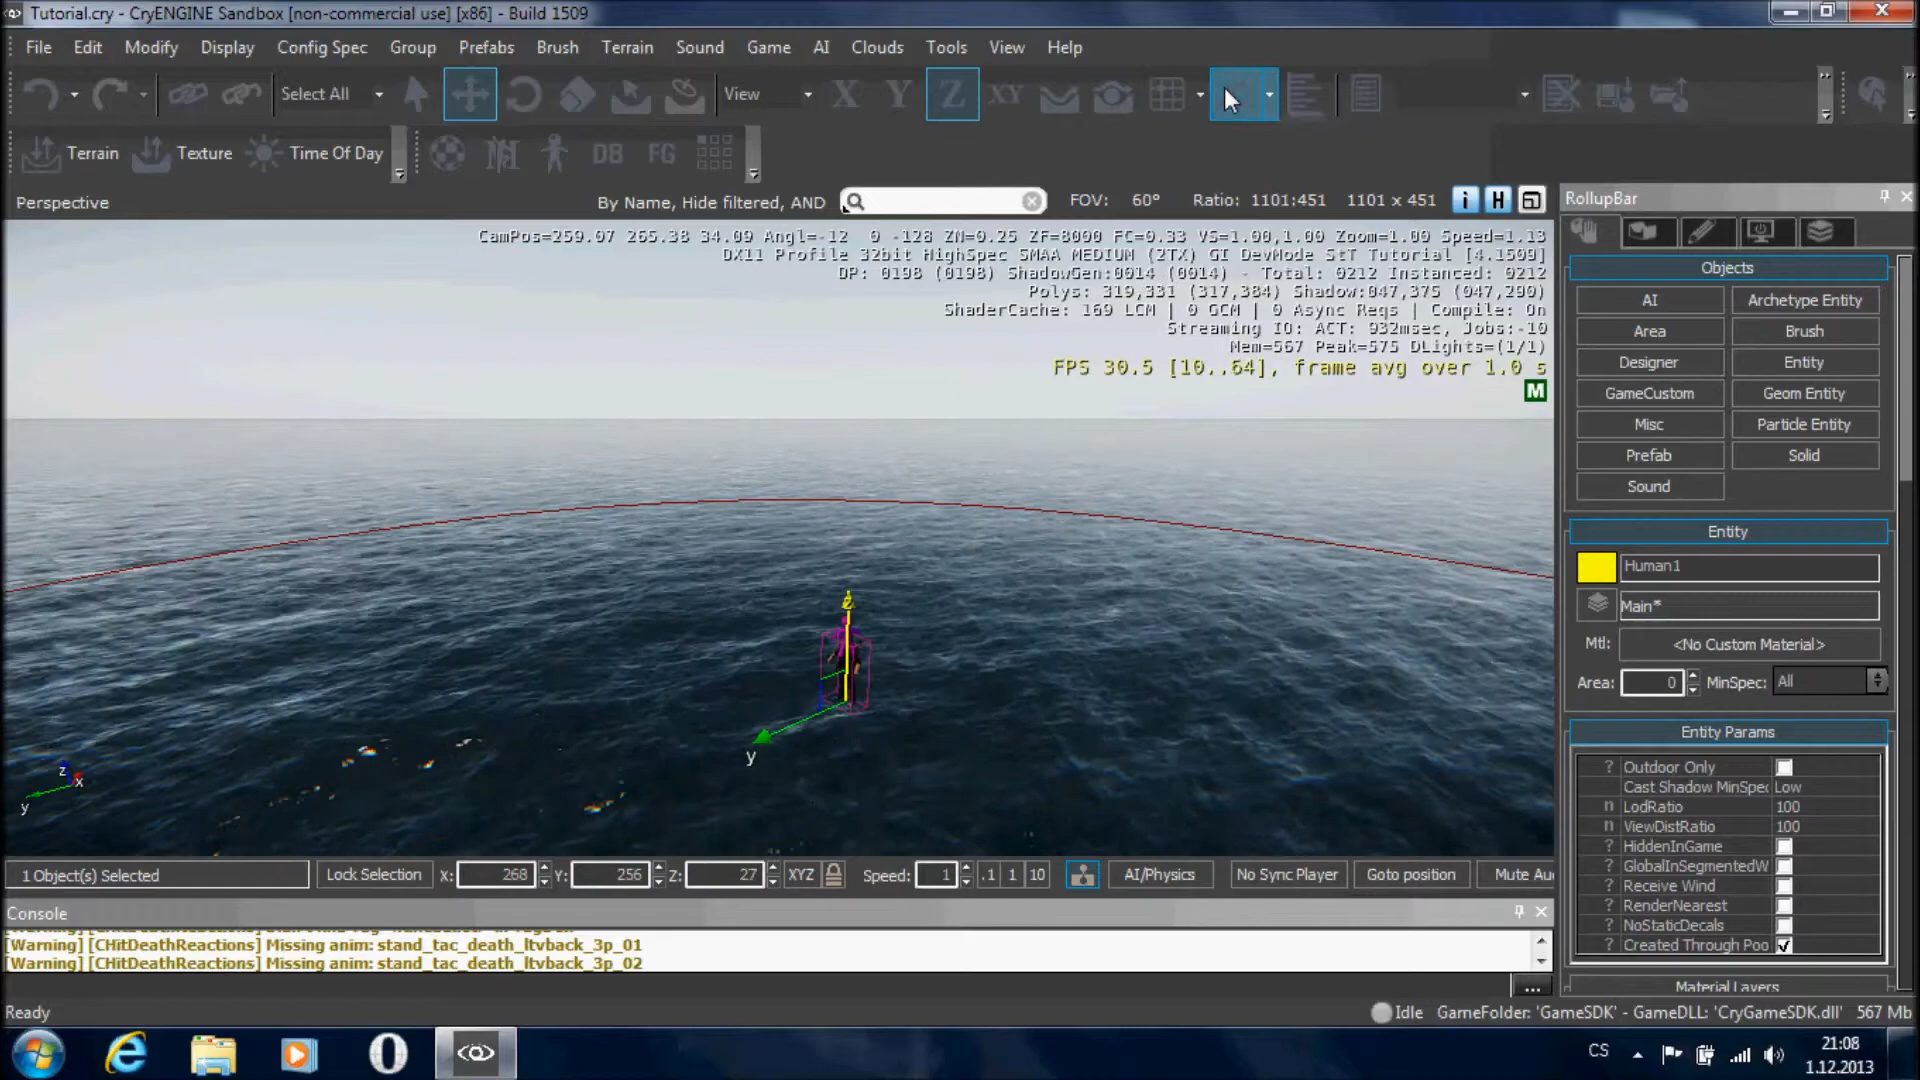 Tutorial.cry - CryENGINE Sandbox [non-commercial use] [x86] - Build 1509
File Edit Modify Display Config Spec Group Prefabs Brush Terrain Sound Game AI Clouds Tools View Help
Select All View X Y Z XY
Terrain Texture Time Of Day DB FG
Perspective By Name, Hide filtered, AND FOV: 60° Ratio: 1101:451 1101 x 451 i H
CamPos=259.07 265.38 34.09 Angl=-12 0 -128 ZN=0.25 ZF=8000 FC=0.33 VS=1.00,1.00 Zoom=1.00 Speed=1.13
DX11 Profile 32bit HighSpec SMAA MEDIUM (2TX) GI DevMode StT Tutorial [4.1509]
DP: 0198 (0198) ShadowGen:0014 (0014) - Total: 0212 Instanced: 0212
Polys: 319,331 (317,384) Shadow:047,375 (047,290)
ShaderCache: 169 LCM | 0 GCM | 0 Async Reqs | Compile: On
Streaming IO: ACT: 932msec, Jobs:-10
Mem=567 Peak=575 DLights=(1/1)
FPS 30.5 [10..64], frame avg over 1.0 s
M
z
y
z
x
y
1 Object(s) Selected Lock Selection X: 268 Y: 256 Z: 27 XYZ Speed: 1 .1 1 10 AI/Physics No Sync Player Goto position Mute Au
Console
[Warning] [CHitDeathReactions] Missing anim: stand_tac_death_ltvback_3p_01
[Warning] [CHitDeathReactions] Missing anim: stand_tac_death_ltvback_3p_02
...
RollupBar
Objects
AI Archetype Entity
Area Brush
Designer Entity
GameCustom Geom Entity
Misc Particle Entity
Prefab Solid
Sound
Entity
Human1
Main*
Mtl: <No Custom Material>
Area: 0 MinSpec: All
Entity Params
? Outdoor Only
Cast Shadow MinSpec Low
n LodRatio 100
n ViewDistRatio 100
? HiddenInGame
? GlobalInSegmentedW
? Receive Wind
? RenderNearest
? NoStaticDecals
? Created Through Poo
Material Layers
Ready Idle GameFolder: 'GameSDK' - GameDLL: 'CryGameSDK.dll' 567 Mb
CS 21:08
1.12.2013